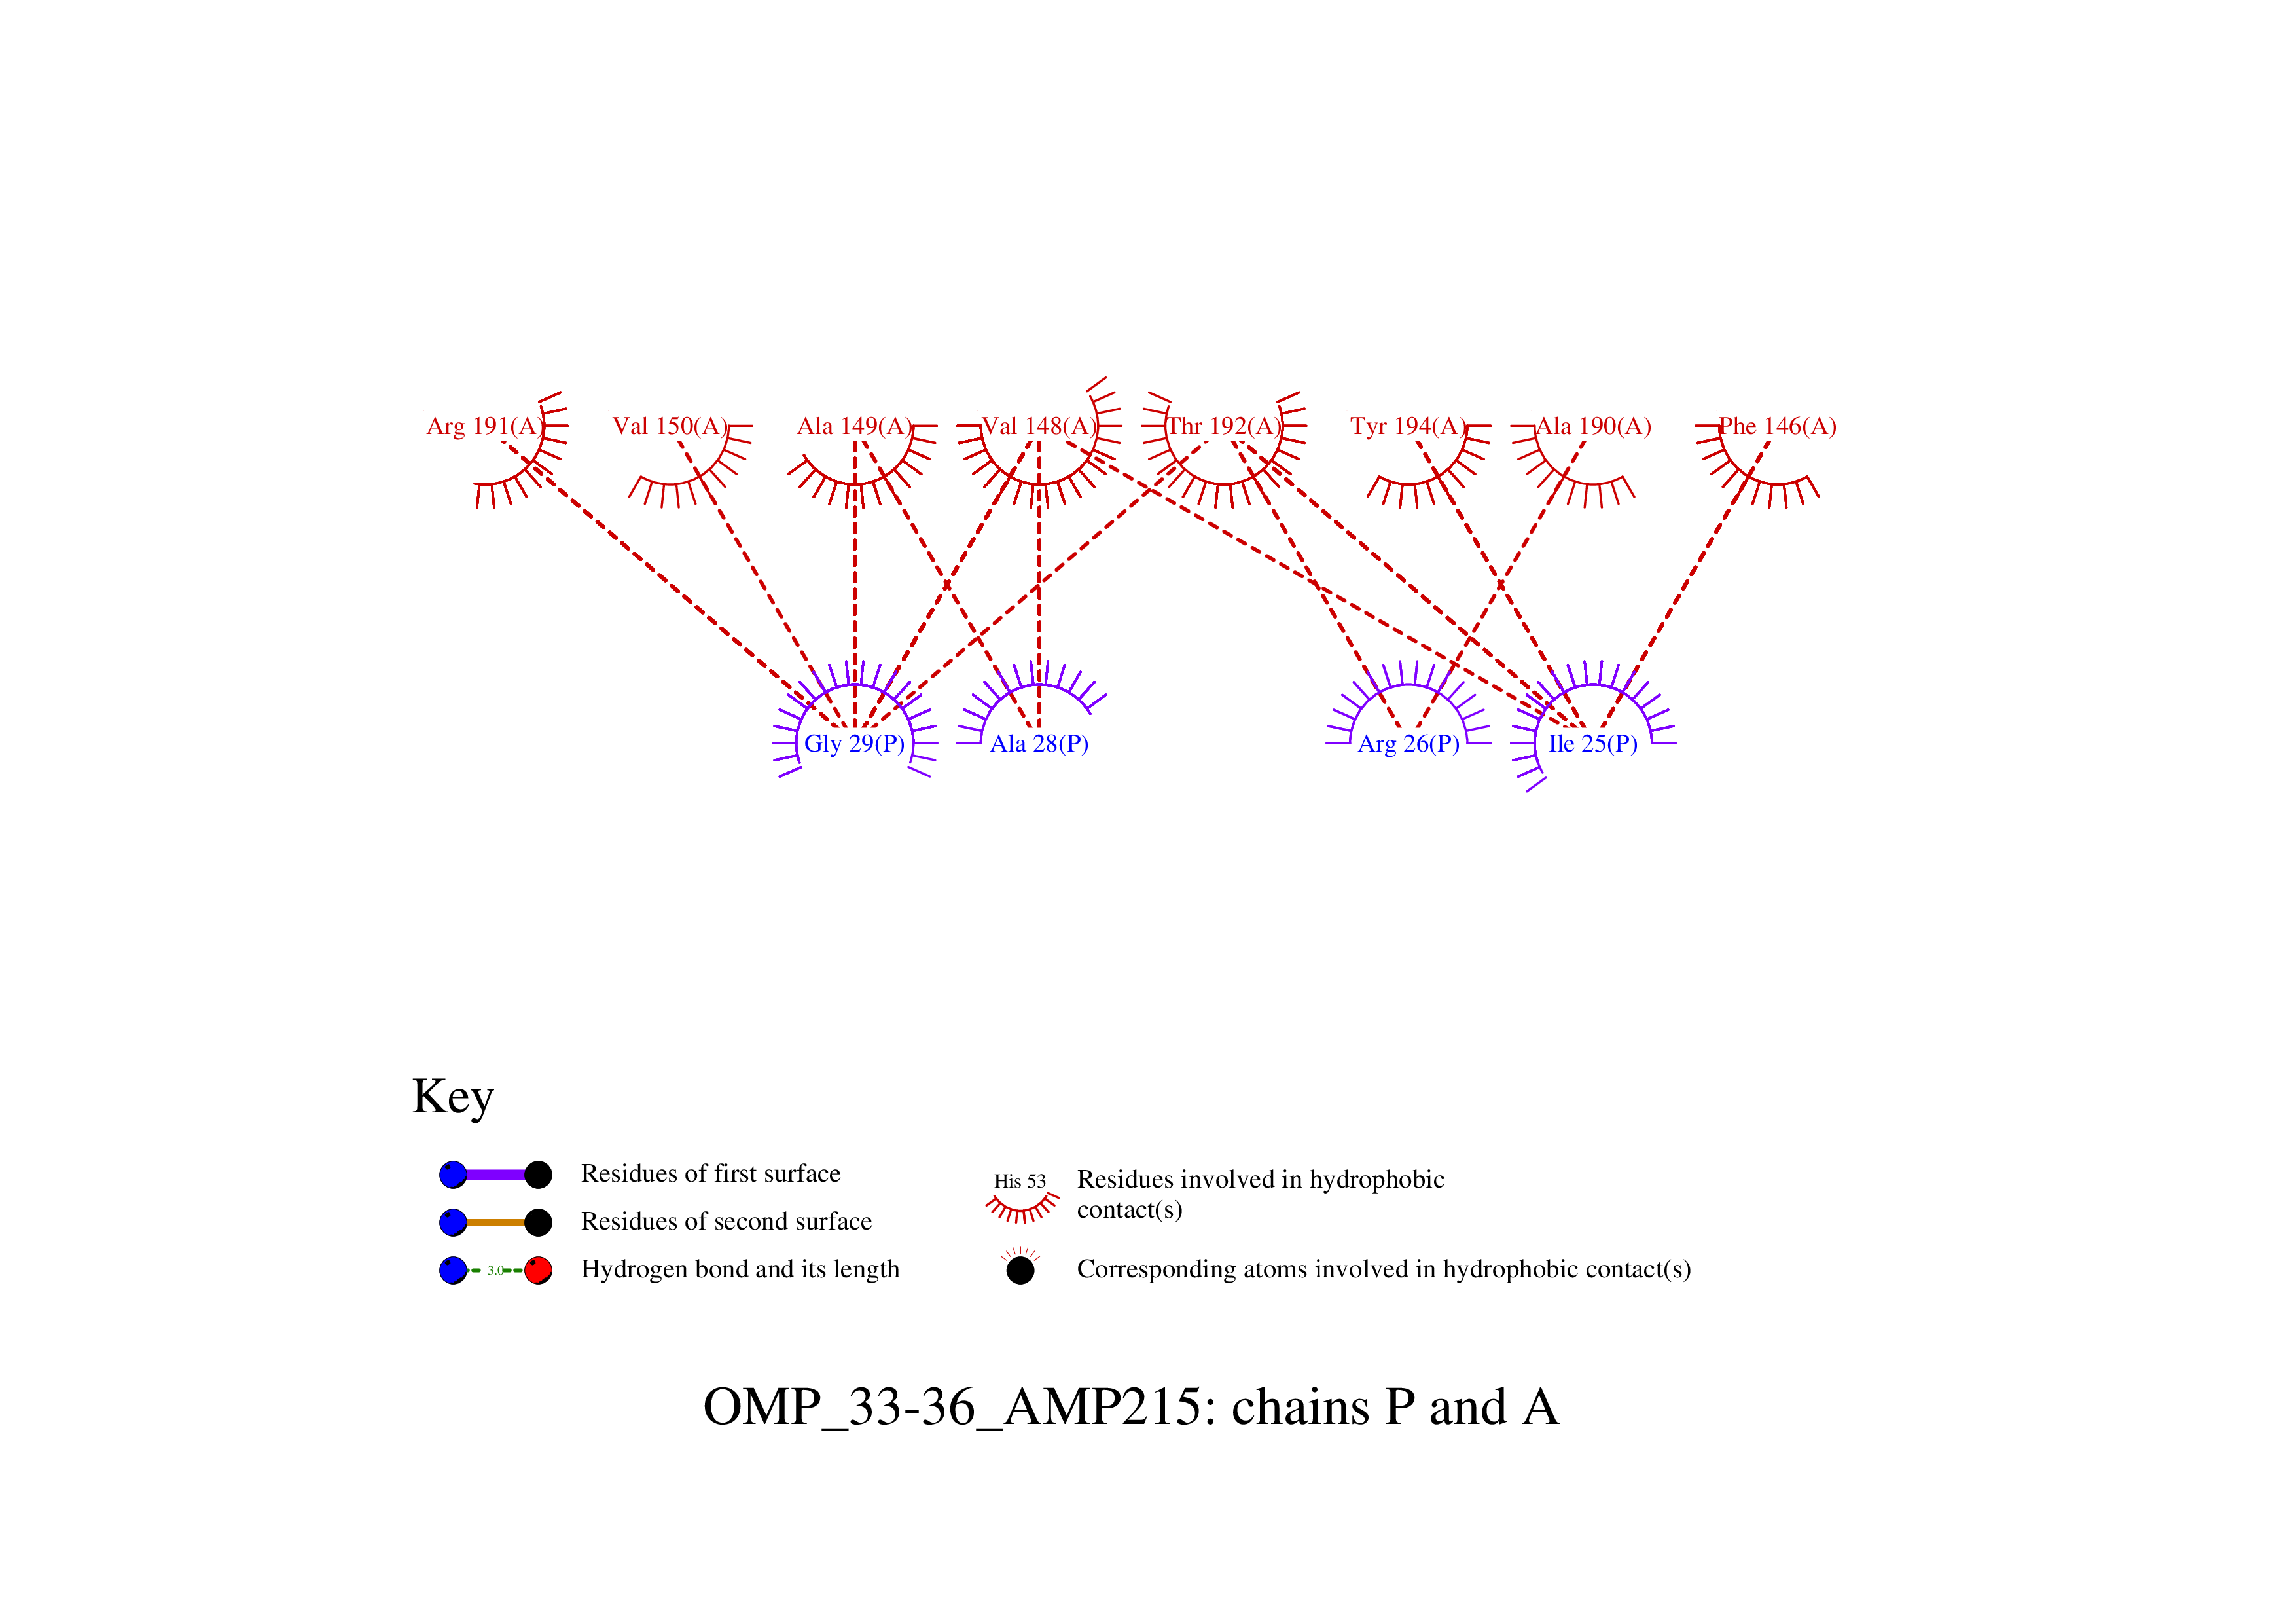 Arg 191(A) Val 150(A) Ala 149(A) Val 148(A) Thr 192(A) Tyr 194(A) Ala 190(A) Phe 146(A)
Gly 29(P) Ala 28(P) Arg 26(P) Ile 25(P)
Key
Residues of first surface
Residues of second surface
3.0 Hydrogen bond and its length
His 53 Residues involved in hydrophobic
contact(s)
Corresponding atoms involved in hydrophobic contact(s)
OMP_33-36_AMP215: chains P and A